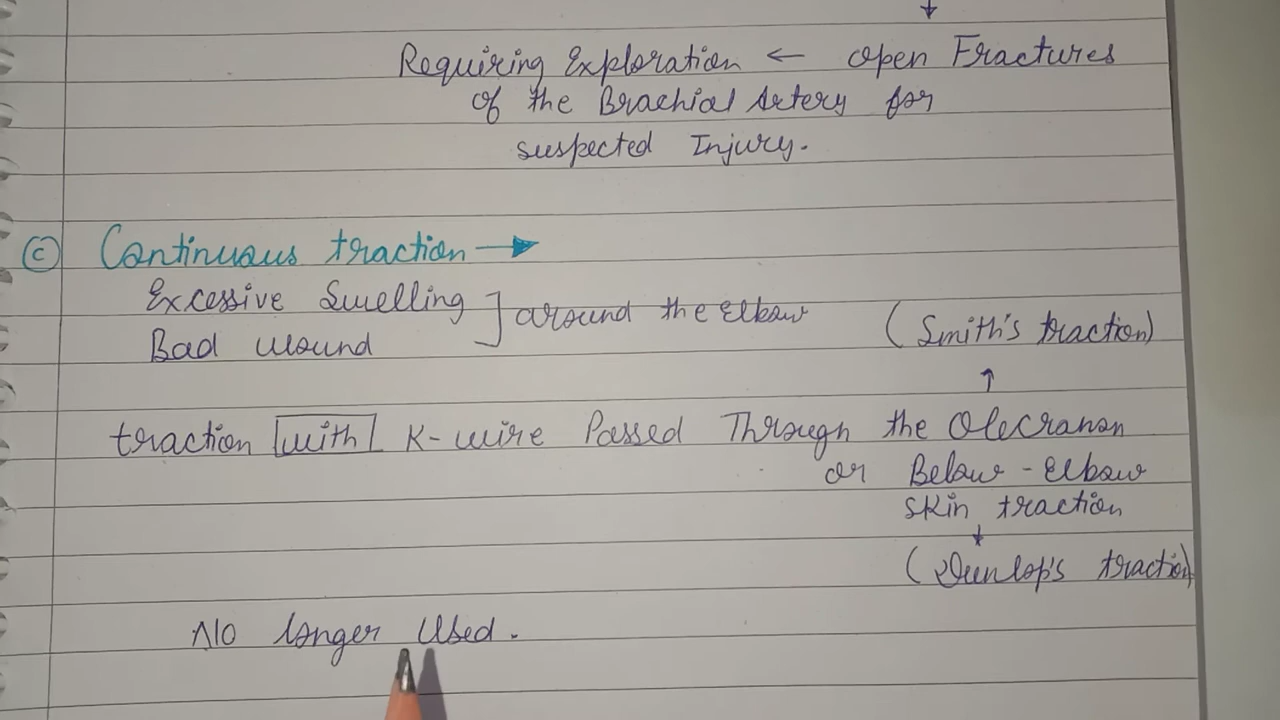 ↓
Requiring Exploration ← open Fractures
of the Brachial Artery for
suspected Injury.
(c) Continuous traction →
Excessive Swelling
Bad wound ] around the Elbow
(Smith's traction)
↑
traction [with] K-wire Passed Through the Olecranon
or Below-Elbow
skin traction
↓
(Dunlop's traction)
No longer Used.